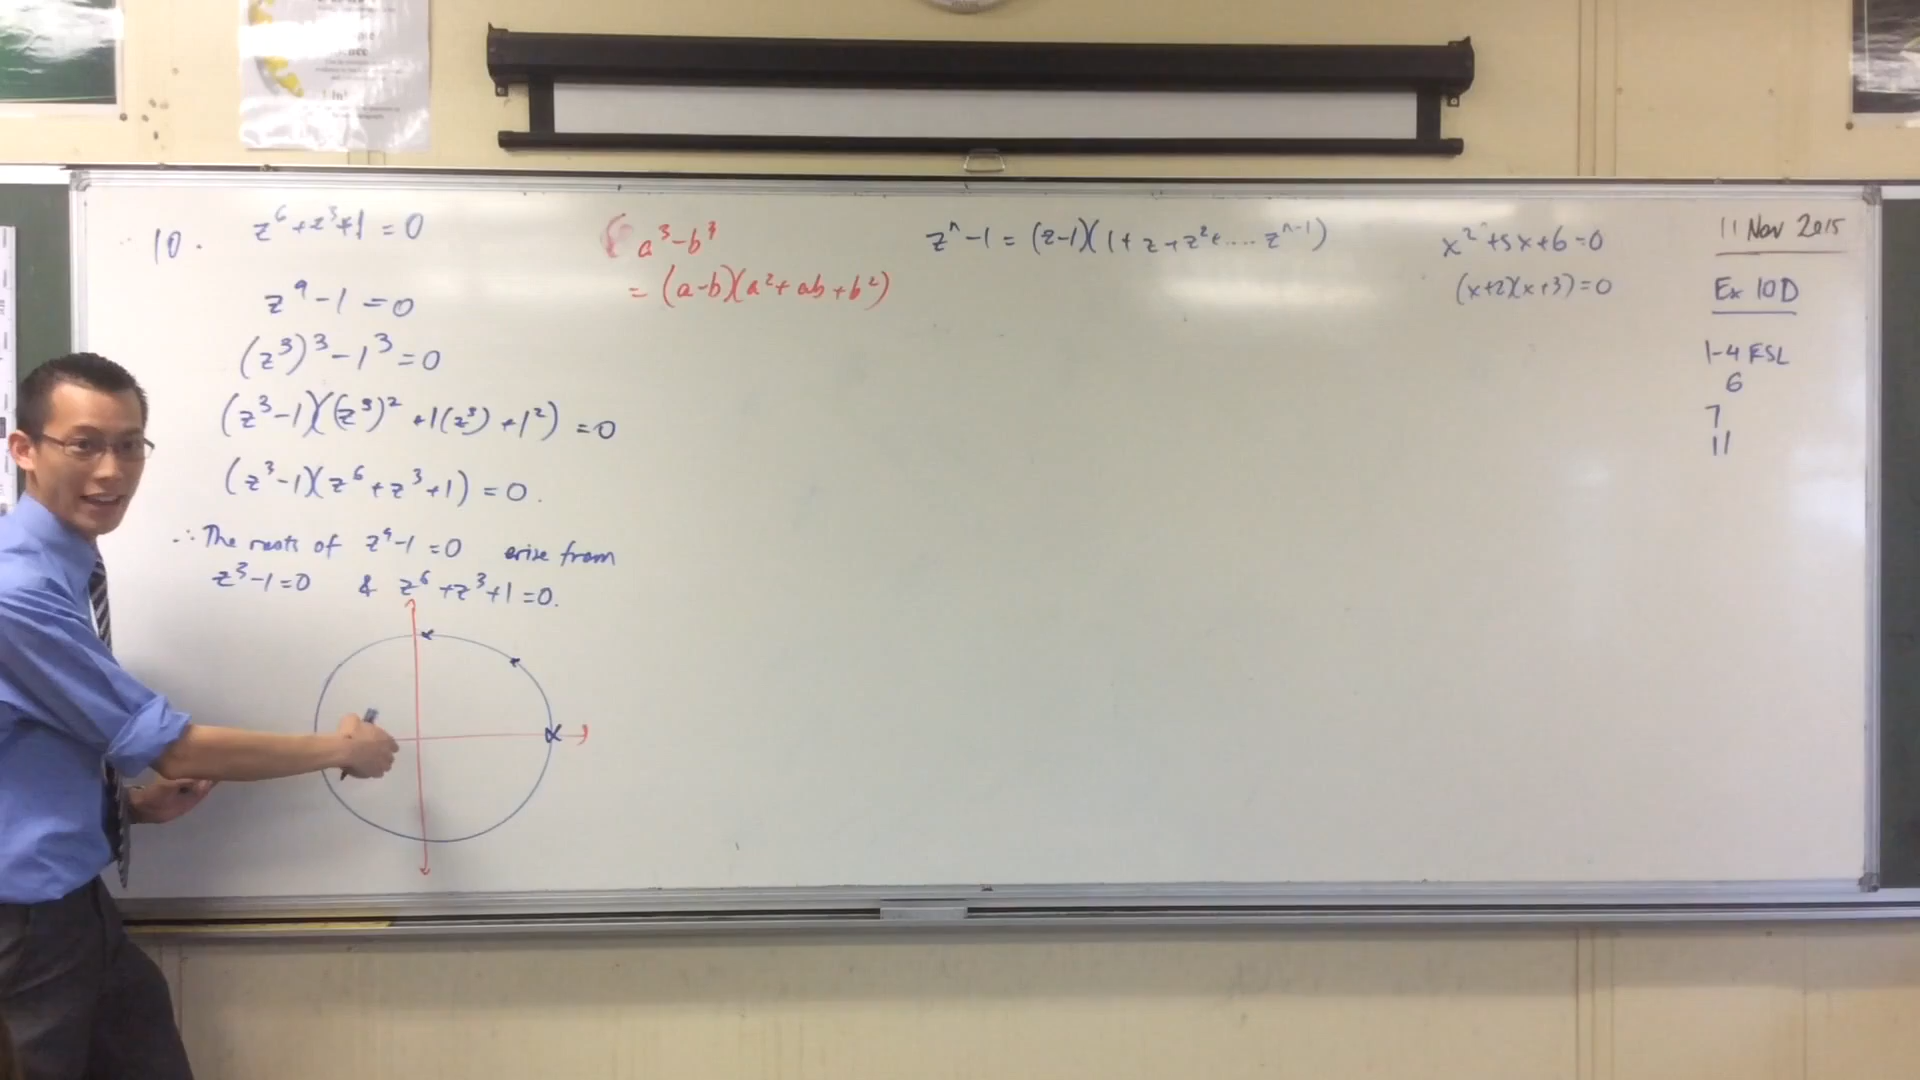 10. z⁶ + z³ + 1 = 0
z⁹ - 1 = 0
(z³)³ - 1³ = 0
(z³-1)((z³)² + 1(z³) + 1²) = 0
(z³-1)(z⁶ + z³ + 1) = 0.
∴ The roots of z⁹-1 = 0 arise from
z³-1 = 0 & z⁶ + z³ + 1 = 0.
a³ - b³
= (a-b)(a² + ab + b²)
zⁿ - 1 = (z-1)(1 + z + z² + .... zⁿ⁻¹)
x² + 5x + 6 = 0
(x+2)(x+3) = 0
11 Nov 2015
Ex 10D
1-4 ESL
6
7
11